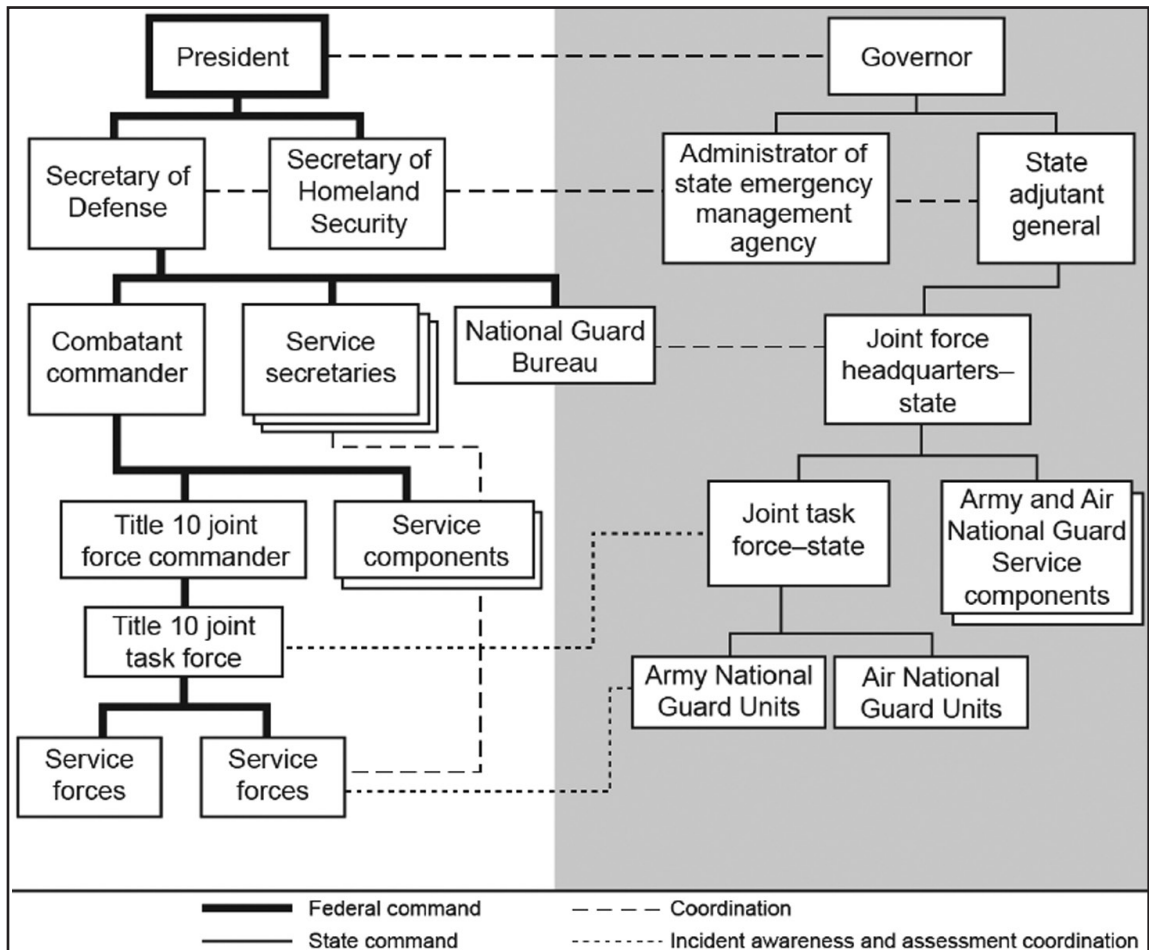 President
Governor
Secretary of
Defense
Secretary of
Homeland
Security
Administrator of
state emergency
management
agency
State
adjutant
general
Combatant
commander
Service
secretaries
National Guard
Bureau
Joint force
headquarters–
state
Title 10 joint
force commander
Service
components
Joint task
force–state
Army and Air
National Guard
Service
components
Title 10 joint
task force
Army National
Guard Units
Air National
Guard Units
Service
forces
Service
forces
Federal command
Coordination
State command
Incident awareness and assessment coordination